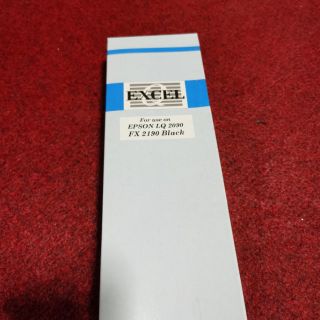 EXCEL
For use on
EPSON LQ 2090
FX 2190 Black